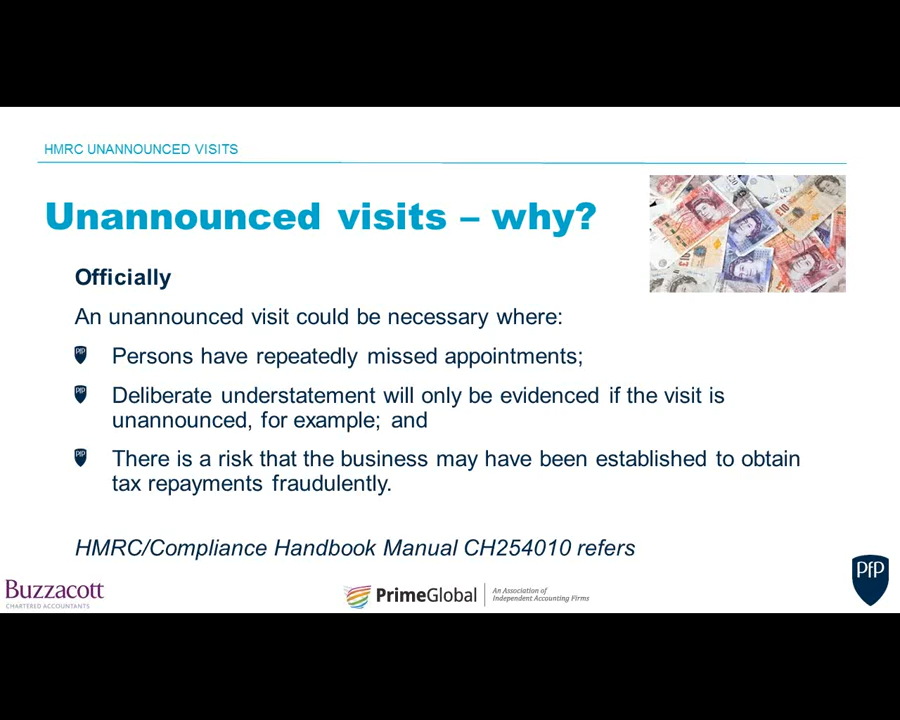 HMRC UNANNOUNCED VISITS
Unannounced visits – why?
Officially
An unannounced visit could be necessary where:
PfP Persons have repeatedly missed appointments;
PfP Deliberate understatement will only be evidenced if the visit is
unannounced, for example; and
PfP There is a risk that the business may have been established to obtain
tax repayments fraudulently.
HMRC/Compliance Handbook Manual CH254010 refers
Buzzacott
CHARTERED ACCOUNTANTS
PrimeGlobal
An Association of
Independent Accounting Firms
PfP